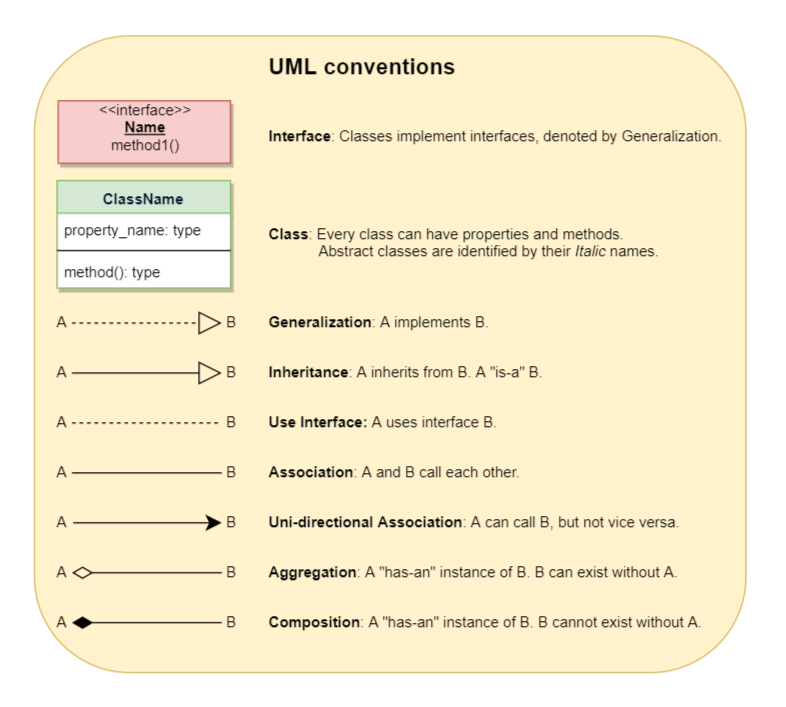 UML conventions
<<interface>>
Name
method1()
Interface: Classes implement interfaces, denoted by Generalization.
ClassName
property_name: type
method(): type
Class: Every class can have properties and methods.
Abstract classes are identified by their Italic names.
A B Generalization: A implements B.
A B Inheritance: A inherits from B. A "is-a" B.
A B Use Interface: A uses interface B.
A B Association: A and B call each other.
A B Uni-directional Association: A can call B, but not vice versa.
A B Aggregation: A "has-an" instance of B. B can exist without A.
A B Composition: A "has-an" instance of B. B cannot exist without A.